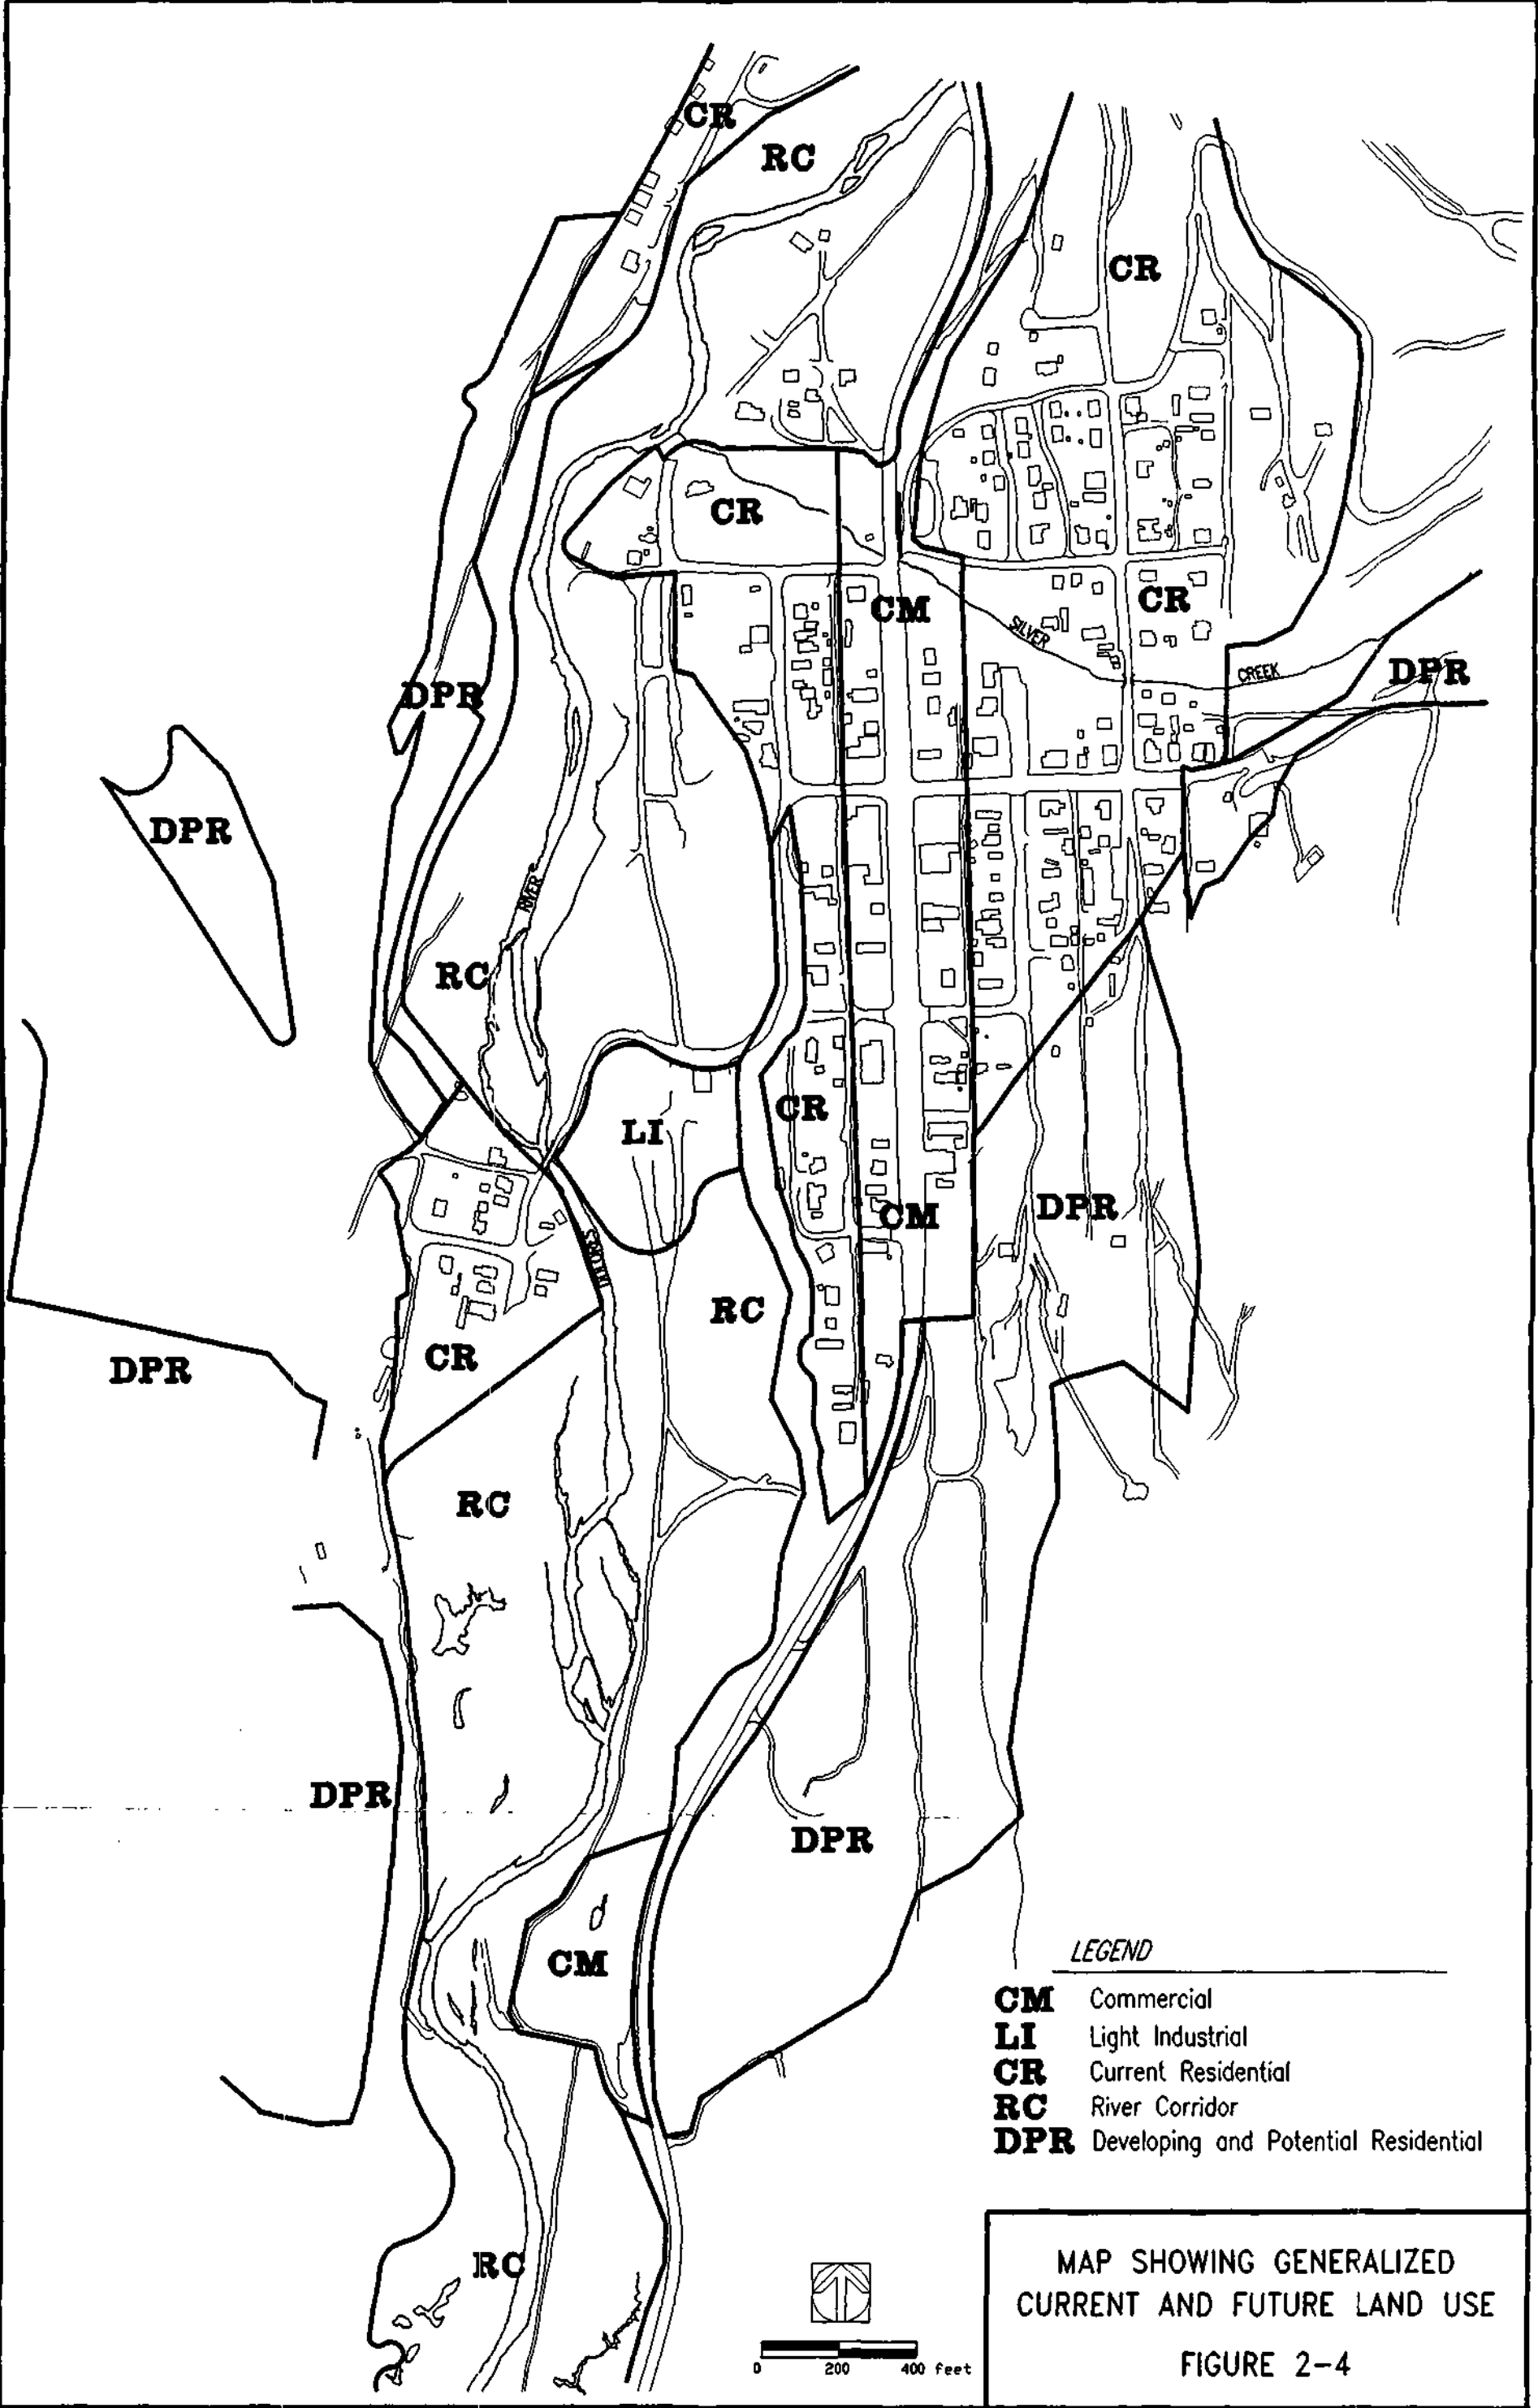 CR
RC
CR
CR
CM
CR
SILVER
CREEK
DPR
DPR
DPR
RIVER
RC
CR
LI
CM
DPR
DOLORES
RC
CR
DPR
RC
DPR
DPR
CM
LEGEND
CM Commercial
LI Light Industrial
CR Current Residential
RC River Corridor
DPR Developing and Potential Residential
RC
MAP SHOWING GENERALIZED
CURRENT AND FUTURE LAND USE
FIGURE 2-4
0 200 400 feet